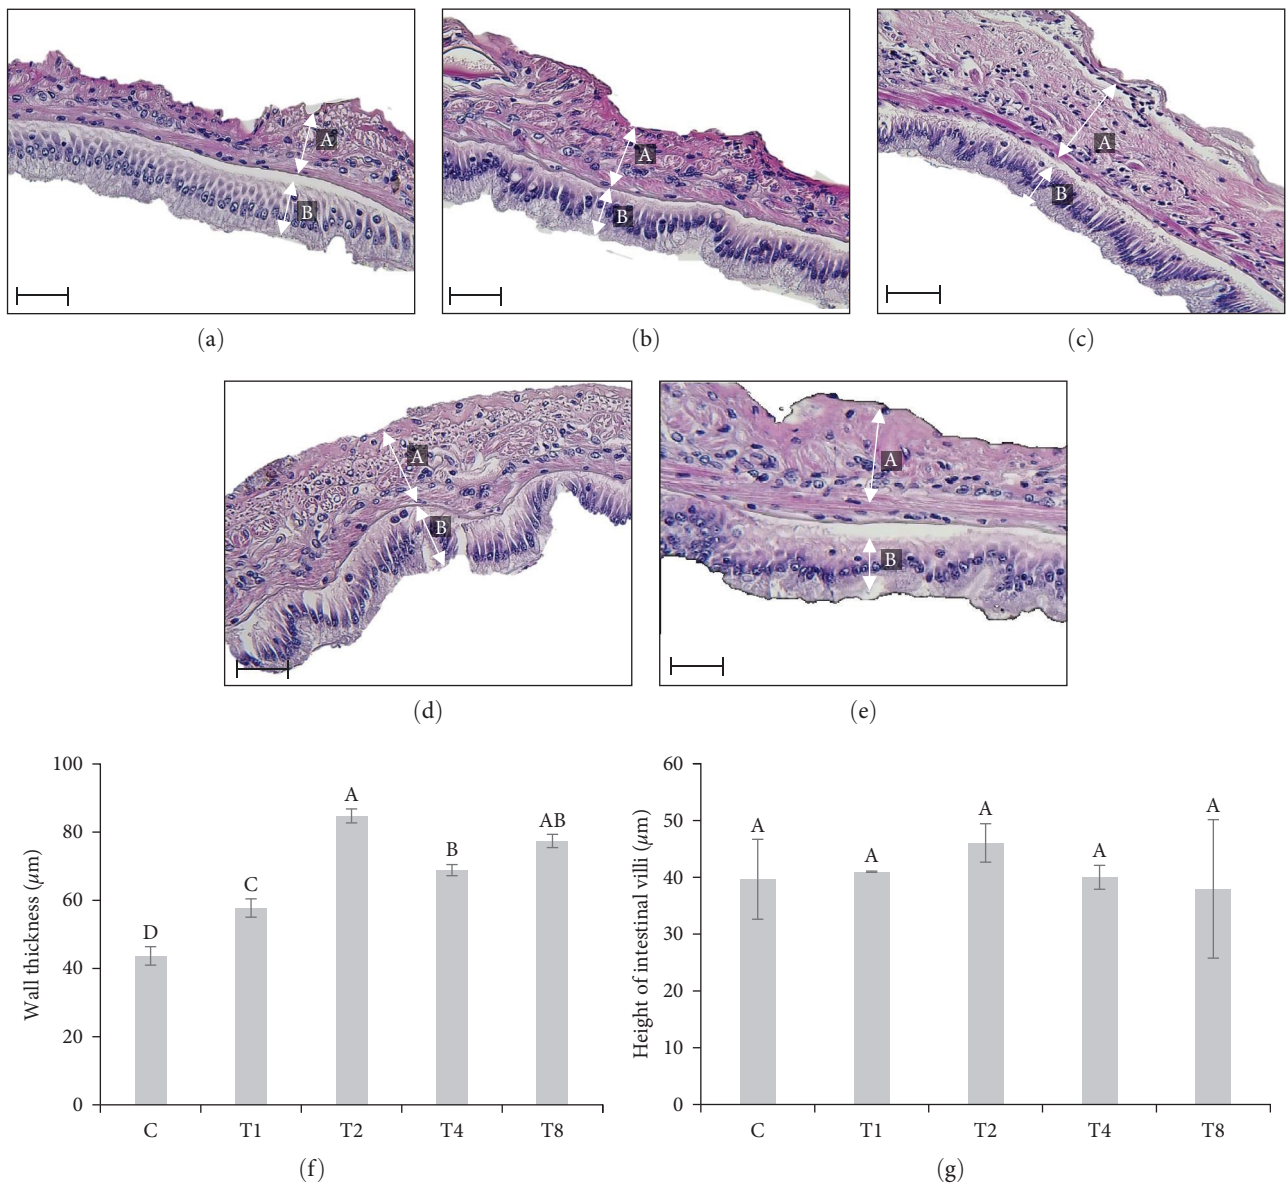 A
B
(a)
A
B
(b)
A
B
(c)
A
B
(d)
A
B
(e)
Wall thickness (μm)
100
80
60
40
20
0
D
C
A
B
AB
C
T1
T2
T4
T8
(f)
Height of intestinal villi (μm)
60
50
40
30
20
10
0
A
A
A
A
A
C
T1
T2
T4
T8
(g)